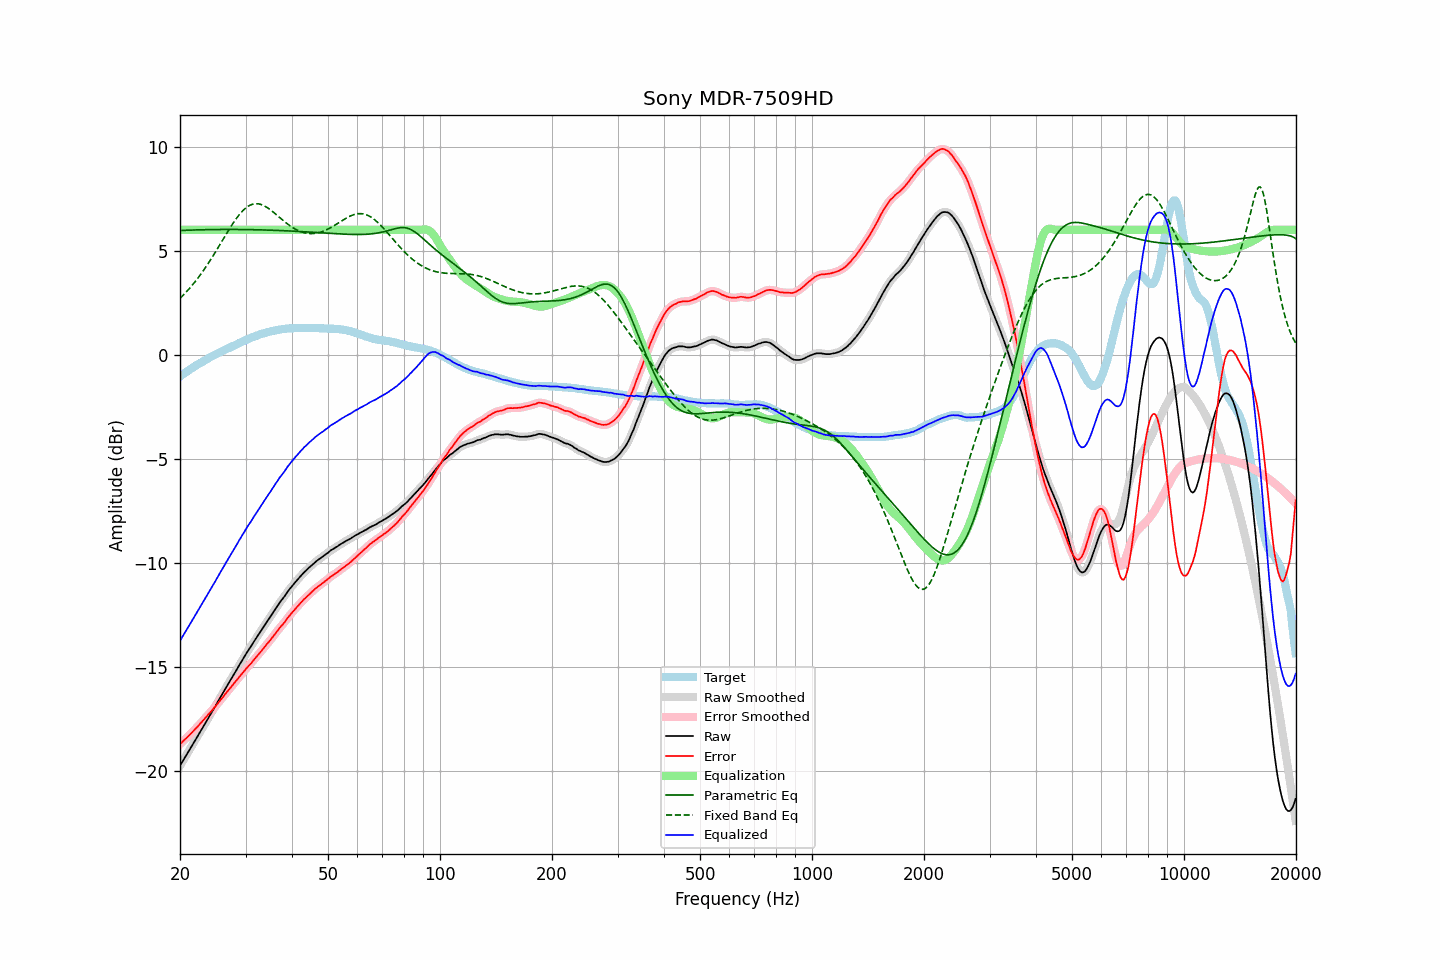 Sony MDR-7509HD
Amplitude (dBr)
10
5
0
−5
−10
−15
−20
Target
Raw Smoothed
Error Smoothed
Raw
Error
Equalization
Parametric Eq
Fixed Band Eq
Equalized
20 50 100 200 500 1000 2000 5000 10000 20000
Frequency (Hz)